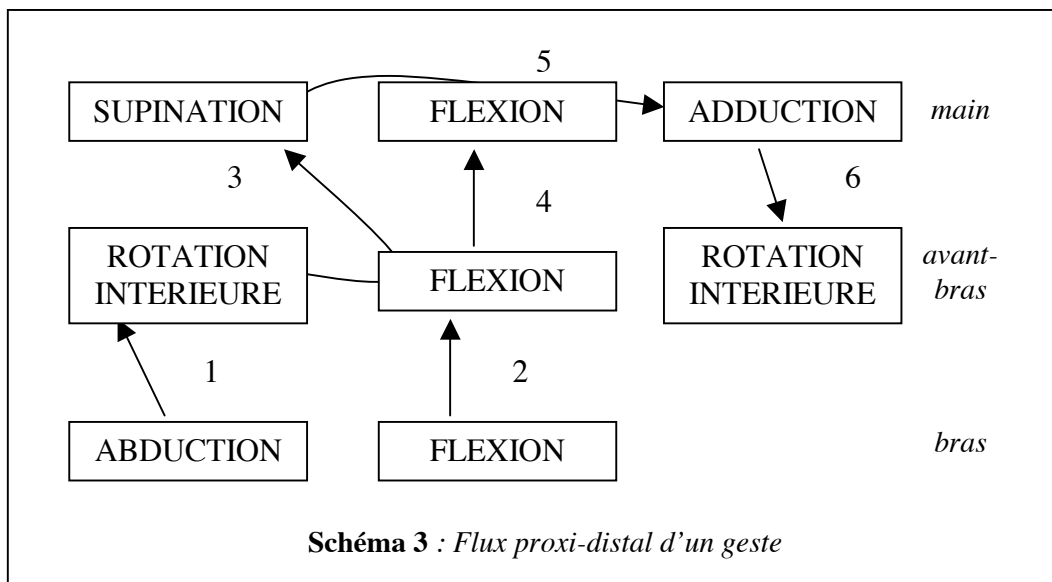 5
SUPINATION FLEXION ADDUCTION main
3 4 6
ROTATION INTERIEURE FLEXION ROTATION INTERIEURE avant-bras
1 2
ABDUCTION FLEXION bras
Schéma 3 : Flux proxi-distal d'un geste